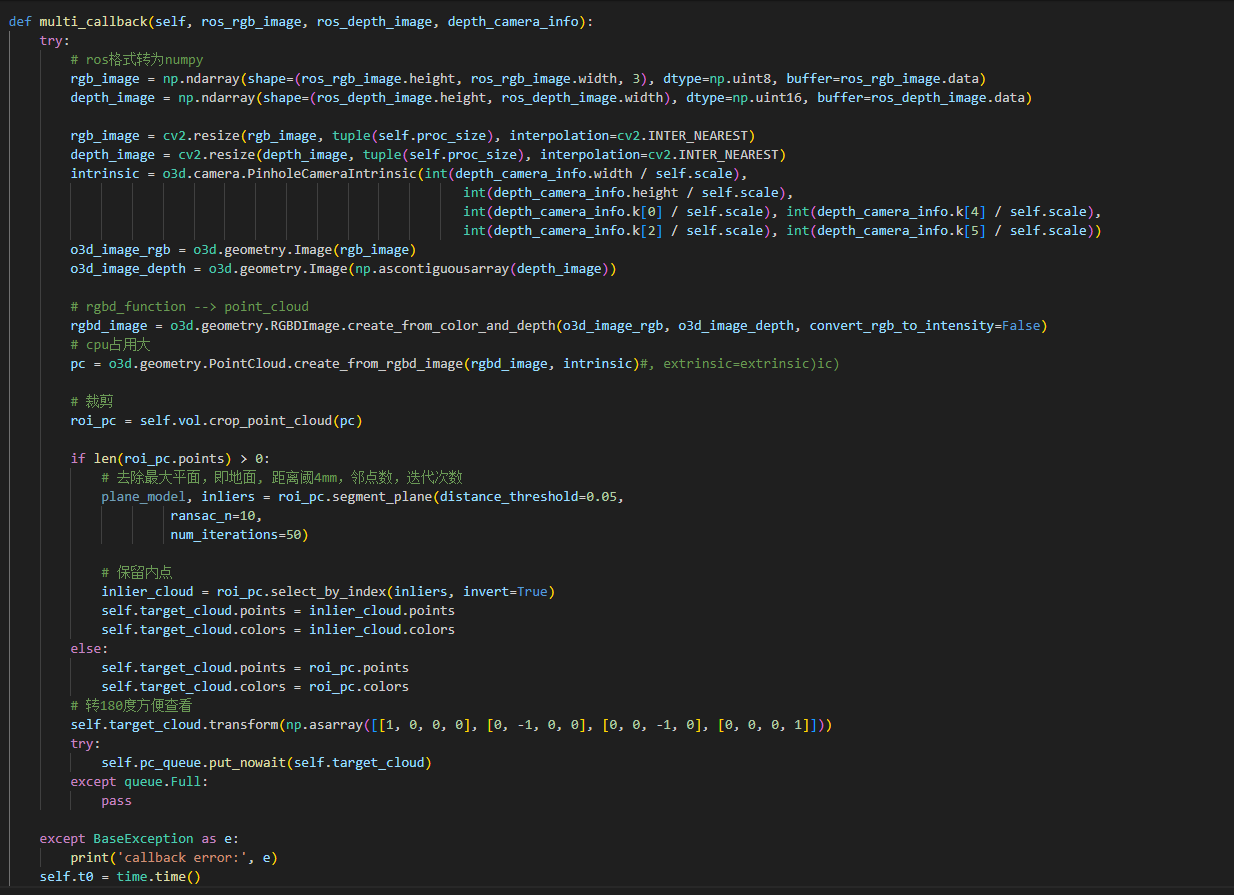 def multi_callback(self, ros_rgb_image, ros_depth_image, depth_camera_info):
    try:
        # ros格式转为numpy
        rgb_image = np.ndarray(shape=(ros_rgb_image.height, ros_rgb_image.width, 3), dtype=np.uint8, buffer=ros_rgb_image.data)
        depth_image = np.ndarray(shape=(ros_depth_image.height, ros_depth_image.width), dtype=np.uint16, buffer=ros_depth_image.data)

        rgb_image = cv2.resize(rgb_image, tuple(self.proc_size), interpolation=cv2.INTER_NEAREST)
        depth_image = cv2.resize(depth_image, tuple(self.proc_size), interpolation=cv2.INTER_NEAREST)
        intrinsic = o3d.camera.PinholeCameraIntrinsic(int(depth_camera_info.width / self.scale),
                                                           int(depth_camera_info.height / self.scale),
                                                           int(depth_camera_info.k[0] / self.scale), int(depth_camera_info.k[4] / self.scale),
                                                           int(depth_camera_info.k[2] / self.scale), int(depth_camera_info.k[5] / self.scale))
        o3d_image_rgb = o3d.geometry.Image(rgb_image)
        o3d_image_depth = o3d.geometry.Image(np.ascontiguousarray(depth_image))

        # rgbd_function --> point_cloud
        rgbd_image = o3d.geometry.RGBDImage.create_from_color_and_depth(o3d_image_rgb, o3d_image_depth, convert_rgb_to_intensity=False)
        # cpu占用大
        pc = o3d.geometry.PointCloud.create_from_rgbd_image(rgbd_image, intrinsic)#, extrinsic=extrinsic)ic)

        # 裁剪
        roi_pc = self.vol.crop_point_cloud(pc)

        if len(roi_pc.points) > 0:
            # 去除最大平面，即地面, 距离阈4mm，邻点数，迭代次数
            plane_model, inliers = roi_pc.segment_plane(distance_threshold=0.05,
                     ransac_n=10,
                     num_iterations=50)

            # 保留内点
            inlier_cloud = roi_pc.select_by_index(inliers, invert=True)
            self.target_cloud.points = inlier_cloud.points
            self.target_cloud.colors = inlier_cloud.colors
        else:
            self.target_cloud.points = roi_pc.points
            self.target_cloud.colors = roi_pc.colors
        # 转180度方便查看
        self.target_cloud.transform(np.asarray([[1, 0, 0, 0], [0, -1, 0, 0], [0, 0, -1, 0], [0, 0, 0, 1]]))
        try:
            self.pc_queue.put_nowait(self.target_cloud)
        except queue.Full:
            pass

    except BaseException as e:
        print('callback error:', e)
    self.t0 = time.time()